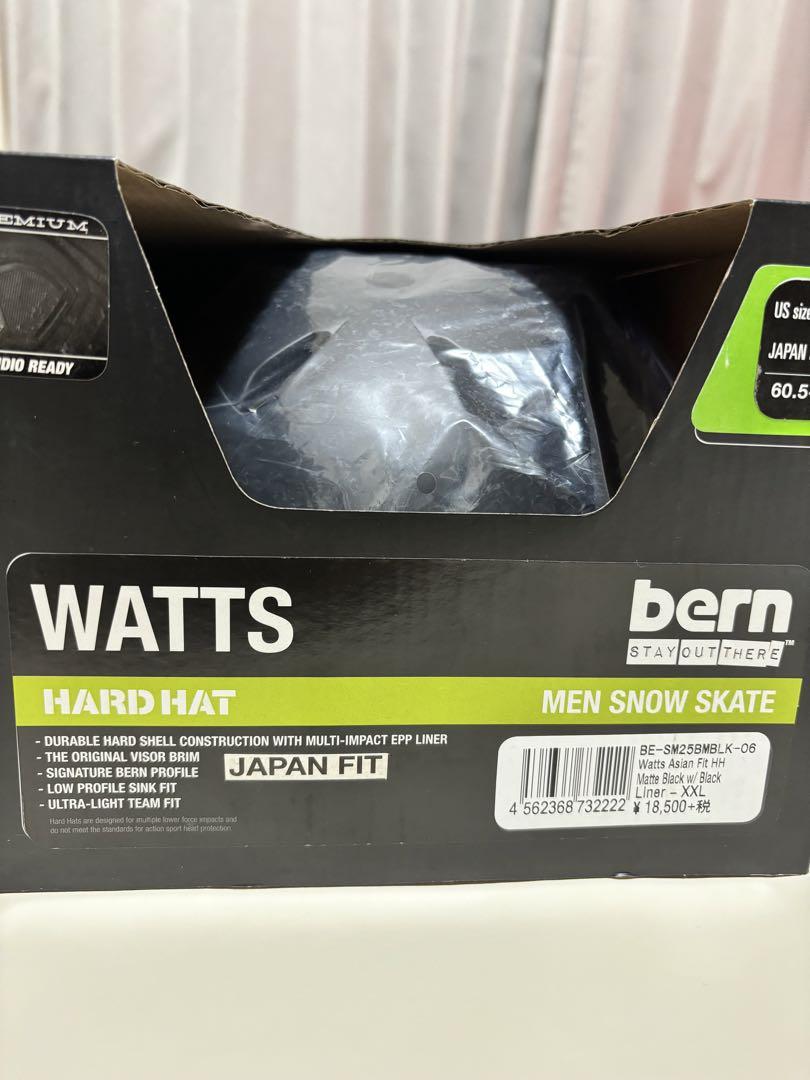 US size
JAPAN
60.5
READY
WATTS
bern
STAY OUT THERE™
HARD HAT
MEN SNOW SKATE
- DURABLE HARD SHELL CONSTRUCTION WITH MULTI-IMPACT EPP LINER
- THE ORIGINAL VISOR BRIM
- SIGNATURE BERN PROFILE
- LOW PROFILE SINK FIT
- ULTRA-LIGHT TEAM FIT
JAPAN FIT
Hard Hats are designed for multiple lower force impacts and
do not meet the standards for action sport head protection.
BE-SM25BMBLK-06
Watts Asian Fit HH
Matte Black w/ Black
Liner - XXL
4 562368 732222
¥ 18,500+税